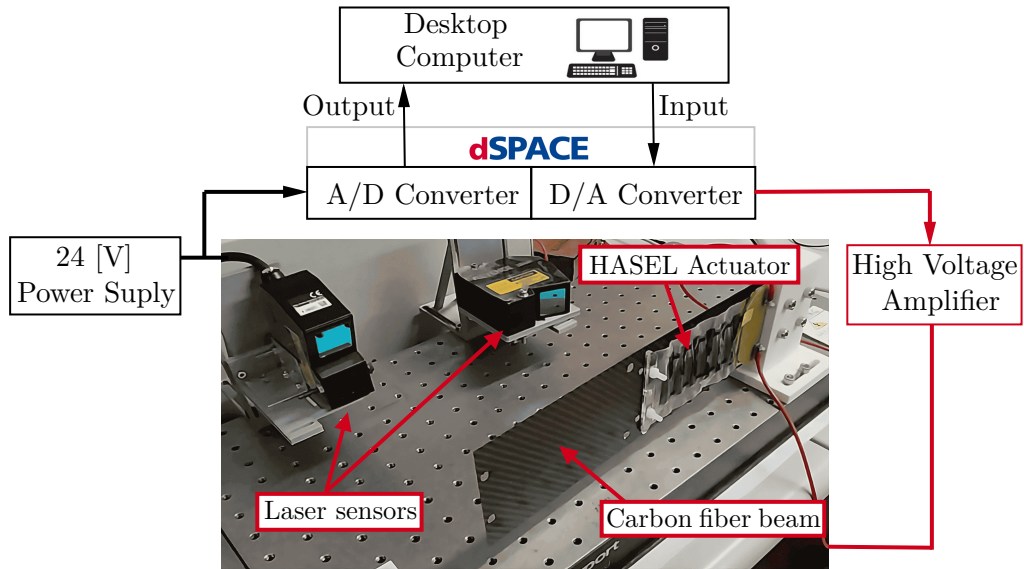 Desktop
Computer
Output
Input
dSPACE
A/D Converter
D/A Converter
24 [V]
Power Suply
HASEL Actuator
High Voltage
Amplifier
Laser sensors
Carbon fiber beam
port